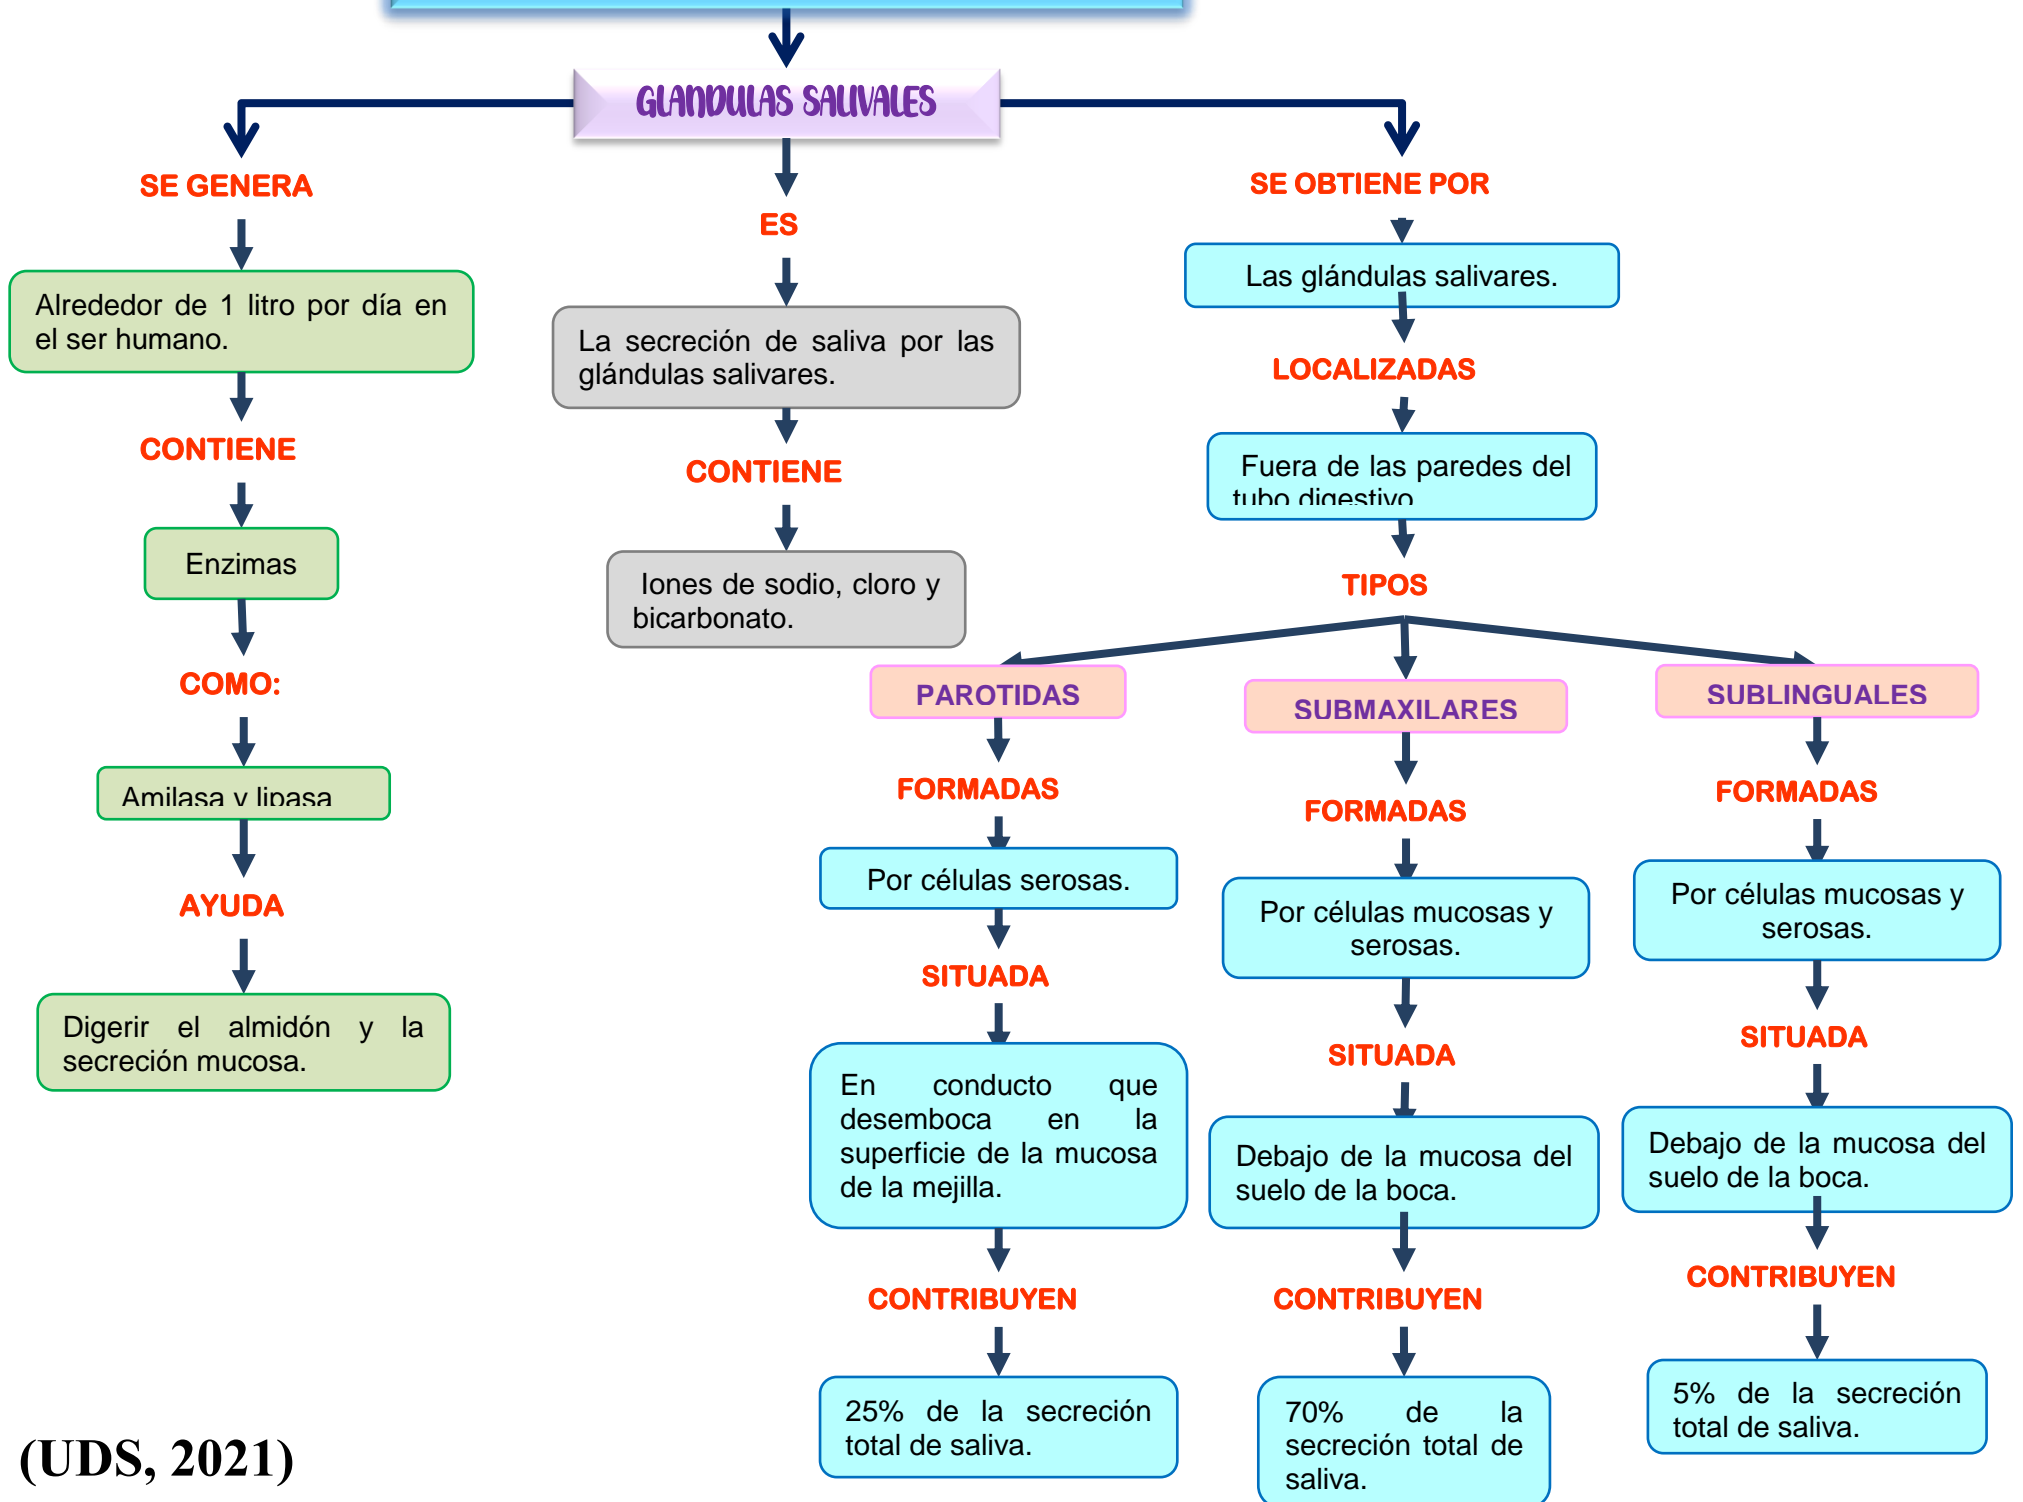 GLANDULAS SALIVALES
SE GENERA
Alrededor de 1 litro por día en
el ser humano.
CONTIENE
Enzimas
COMO:
Amilasa y lipasa
AYUDA
Digerir el almidón y la
secreción mucosa.
ES
La secreción de saliva por las
glándulas salivares.
CONTIENE
Iones de sodio, cloro y
bicarbonato.
SE OBTIENE POR
Las glándulas salivares.
LOCALIZADAS
Fuera de las paredes del
tubo digestivo
TIPOS
PAROTIDAS
FORMADAS
Por células serosas.
SITUADA
En conducto que
desemboca en la
superficie de la mucosa
de la mejilla.
CONTRIBUYEN
25% de la secreción
total de saliva.
SUBMAXILARES
FORMADAS
Por células mucosas y
serosas.
SITUADA
Debajo de la mucosa del
suelo de la boca.
CONTRIBUYEN
70% de la
secreción total de
saliva.
SUBLINGUALES
FORMADAS
Por células mucosas y
serosas.
SITUADA
Debajo de la mucosa del
suelo de la boca.
CONTRIBUYEN
5% de la secreción
total de saliva.
(UDS, 2021)